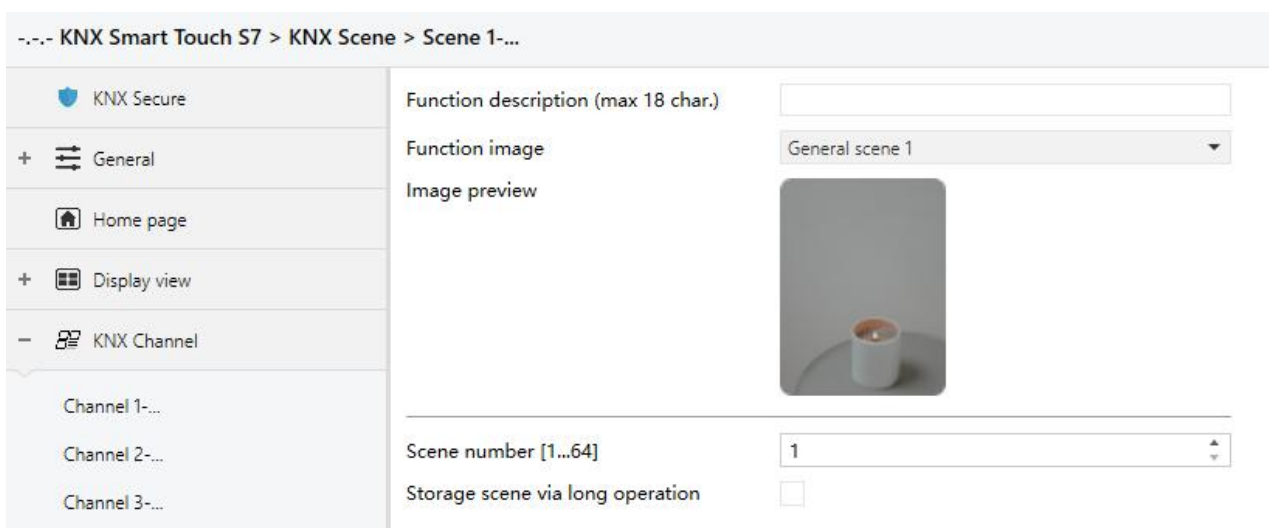 -.-.- KNX Smart Touch S7 > KNX Scene > Scene 1-...
KNX Secure
+ General
Home page
+ Display view
− KNX Channel
Channel 1-...
Channel 2-...
Channel 3-...
Function description (max 18 char.)
Function image General scene 1
Image preview
Scene number [1...64] 1
Storage scene via long operation